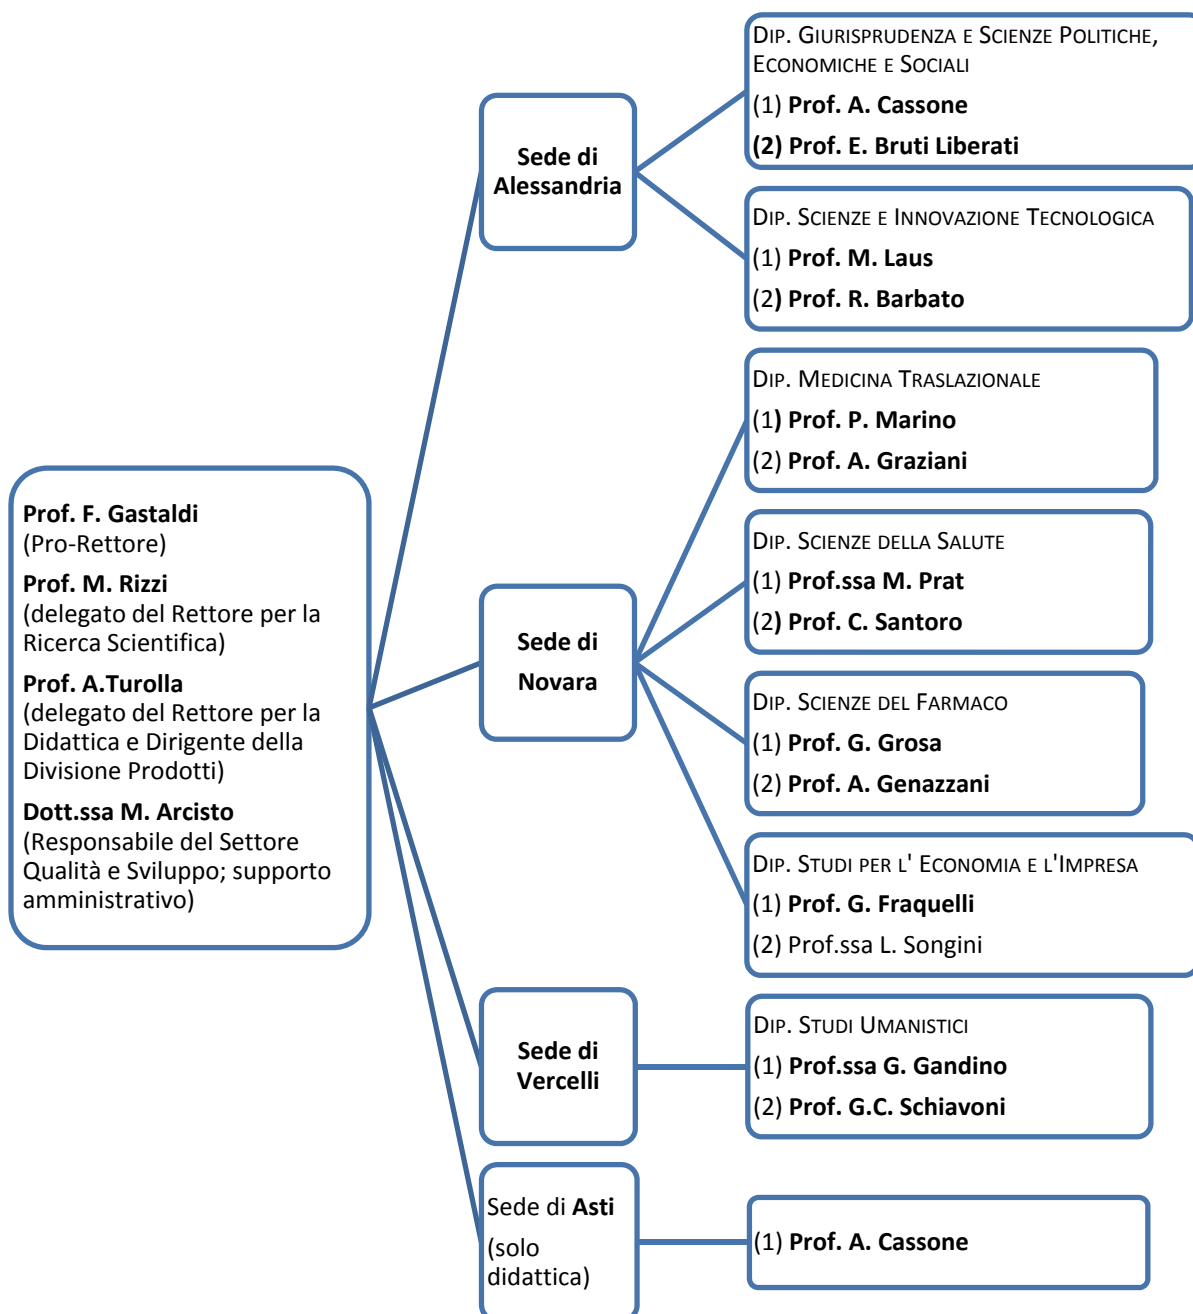 Prof. F. Gastaldi
(Pro-Rettore)
Prof. M. Rizzi
(delegato del Rettore per la
Ricerca Scientifica)
Prof. A.Turolla
(delegato del Rettore per la
Didattica e Dirigente della
Divisione Prodotti)
Dott.ssa M. Arcisto
(Responsabile del Settore
Qualità e Sviluppo; supporto
amministrativo)
Sede di
Alessandria
DIP. GIURISPRUDENZA E SCIENZE POLITICHE,
ECONOMICHE E SOCIALI
(1) Prof. A. Cassone
(2) Prof. E. Bruti Liberati
DIP. SCIENZE E INNOVAZIONE TECNOLOGICA
(1) Prof. M. Laus
(2) Prof. R. Barbato
Sede di
Novara
DIP. MEDICINA TRASLAZIONALE
(1) Prof. P. Marino
(2) Prof. A. Graziani
DIP. SCIENZE DELLA SALUTE
(1) Prof.ssa M. Prat
(2) Prof. C. Santoro
DIP. SCIENZE DEL FARMACO
(1) Prof. G. Grosa
(2) Prof. A. Genazzani
DIP. STUDI PER L' ECONOMIA E L'IMPRESA
(1) Prof. G. Fraquelli
(2) Prof.ssa L. Songini
Sede di
Vercelli
DIP. STUDI UMANISTICI
(1) Prof.ssa G. Gandino
(2) Prof. G.C. Schiavoni
Sede di Asti
(solo
didattica)
(1) Prof. A. Cassone